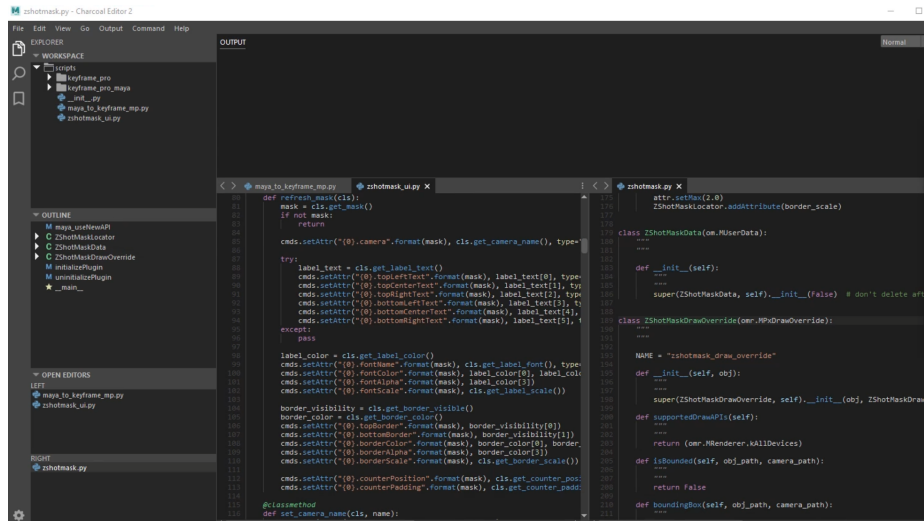 zshotmask.py - Charcoal Editor 2
File Edit View Go Output Command Help
EXPLORER
WORKSPACE
scripts
keyframe_pro
keyframe_pro_maya
__init__.py
maya_to_keyframe_mp.py
zshotmask_ui.py
OUTLINE
M maya_useNewAPI
C ZShotMaskLocator
C ZShotMaskData
C ZShotMaskDrawOverride
M initializePlugin
M uninitializePlugin
__main__
OPEN EDITORS
LEFT
maya_to_keyframe_mp.py
zshotmask_ui.py
RIGHT
zshotmask.py
OUTPUT
Normal
maya_to_keyframe_mp.py zshotmask_ui.py X
def refresh_mask(cls):
mask = cls.get_mask()
if not mask:
return
cmds.setAttr("{0}.camera".format(mask), cls.get_camera_name(), type=
try:
label_text = cls.get_label_text()
cmds.setAttr("{0}.topLeftText".format(mask), label_text[0], type=
cmds.setAttr("{0}.topCenterText".format(mask), label_text[1], typ
cmds.setAttr("{0}.topRightText".format(mask), label_text[2], type
cmds.setAttr("{0}.bottomLeftText".format(mask), label_text[3], ty
cmds.setAttr("{0}.bottomCenterText".format(mask), label_text[4],
cmds.setAttr("{0}.bottomRightText".format(mask), label_text[5], t
except:
pass
label_color = cls.get_label_color()
cmds.setAttr("{0}.fontName".format(mask), cls.get_label_font(), type=
cmds.setAttr("{0}.fontColor".format(mask), label_color[0], label_colo
cmds.setAttr("{0}.fontAlpha".format(mask), label_color[3])
cmds.setAttr("{0}.fontScale".format(mask), cls.get_label_scale())
border_visibility = cls.get_border_visible()
border_color = cls.get_border_color()
cmds.setAttr("{0}.topBorder".format(mask), border_visibility[0])
cmds.setAttr("{0}.bottomBorder".format(mask), border_visibility[1])
cmds.setAttr("{0}.borderColor".format(mask), border_color[0], border_
cmds.setAttr("{0}.borderAlpha".format(mask), border_color[3])
cmds.setAttr("{0}.borderScale".format(mask), cls.get_border_scale())
cmds.setAttr("{0}.counterPosition".format(mask), cls.get_counter_posi
cmds.setAttr("{0}.counterPadding".format(mask), cls.get_counter_paddi
@classmethod
def set_camera_name(cls, name):
zshotmask.py X
attr.setMax(2.0)
ZShotMaskLocator.addAttribute(border_scale)
class ZShotMaskData(om.MUserData):
"""
"""
def __init__(self):
"""
"""
super(ZShotMaskData, self).__init__(False) # don't delete aft
class ZShotMaskDrawOverride(omr.MPxDrawOverride):
"""
"""
NAME = "zshotmask_draw_override"
def __init__(self, obj):
"""
"""
super(ZShotMaskDrawOverride, self).__init__(obj, ZShotMaskDraw
def supportedDrawAPIs(self):
"""
"""
return (omr.MRenderer.kAllDevices)
def isBounded(self, obj_path, camera_path):
"""
"""
return False
def boundingBox(self, obj_path, camera_path):
"""